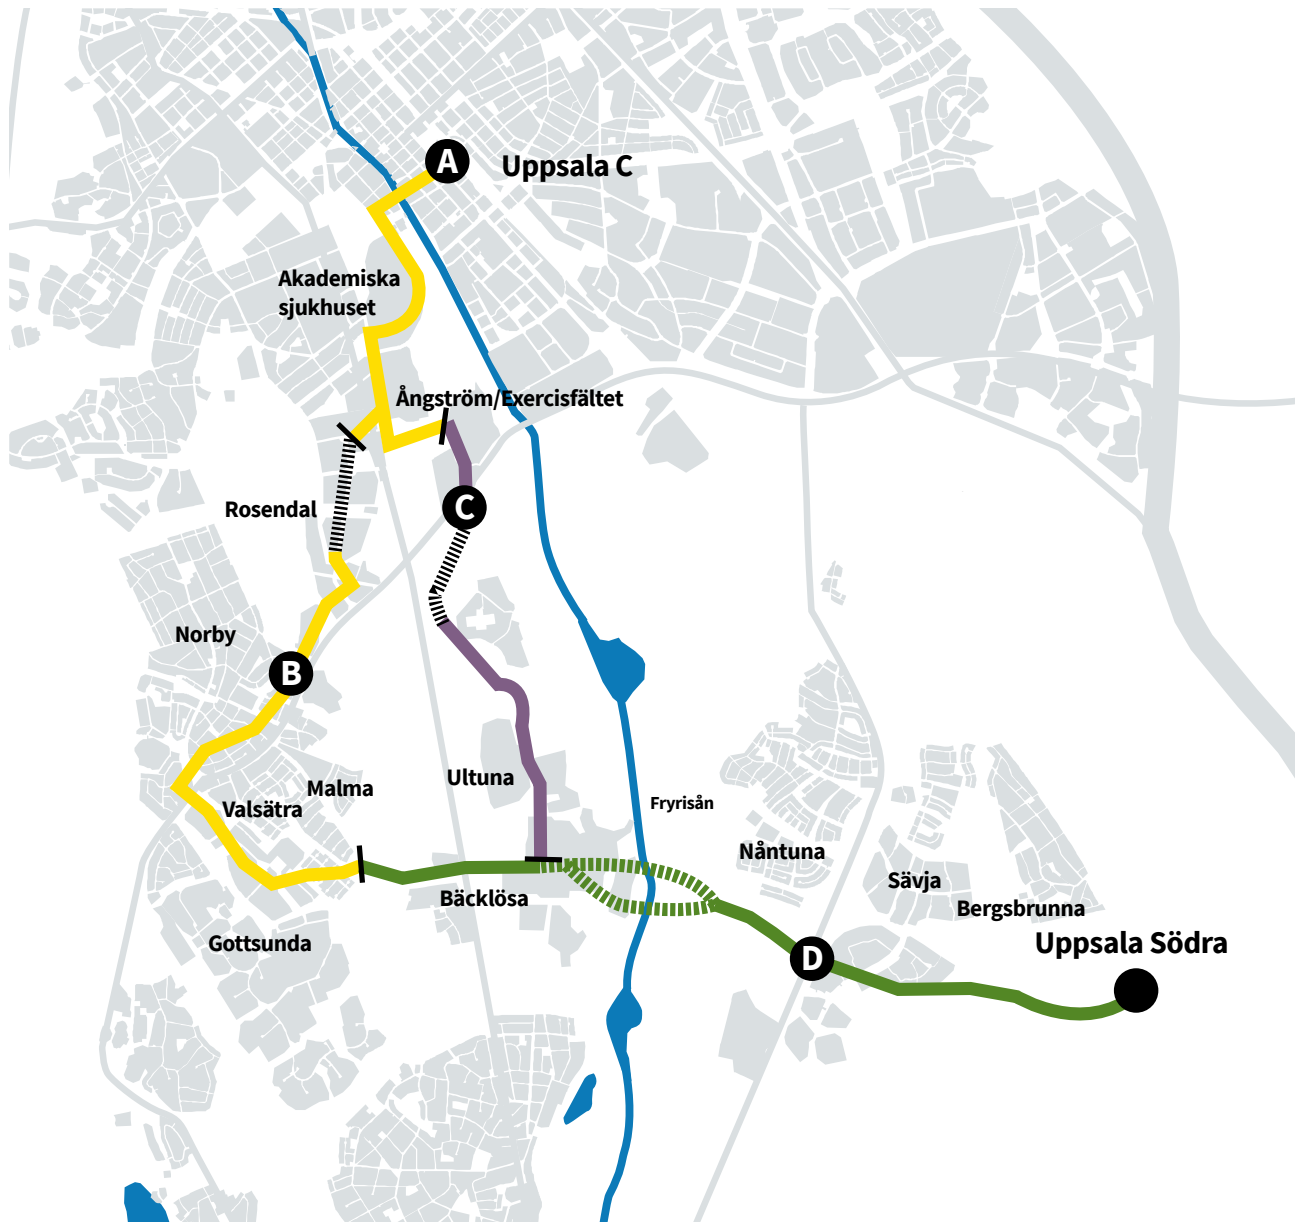 A
Uppsala C
Akademiska
sjukhuset
Ångström/Exercisfältet
C
Rosendal
Norby
B
Ultuna
Malma
Valsätra
Fryrisån
Nåntuna
Sävja
Bäcklösa
Bergsbrunna
Gottsunda
Uppsala Södra
D